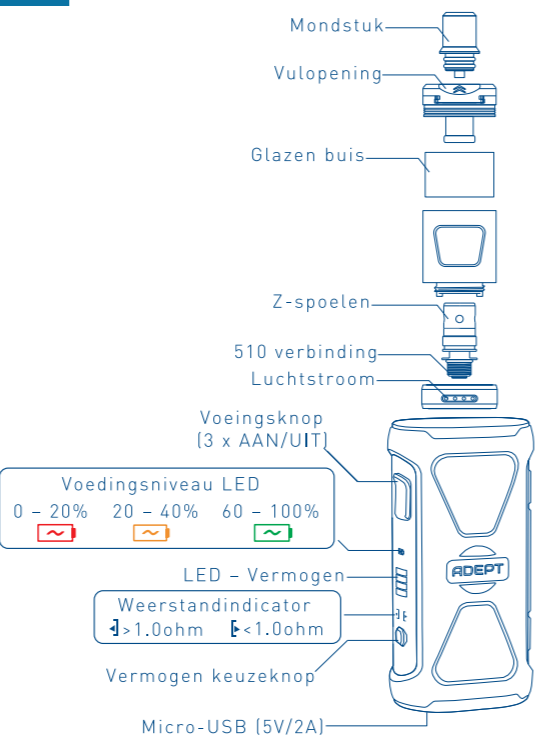 Mondstuk
Vulopening
Glazen buis
Z-spoelen
510 verbinding
Luchtstroom
Voeingsknop
(3 x AAN/UIT)
Voedingsniveau LED
0 – 20% 20 – 40% 60 – 100%
ADEPT
LED – Vermogen
Weerstandindicator
>1.0ohm <1.0ohm
Vermogen keuzeknop
Micro-USB (5V/2A)